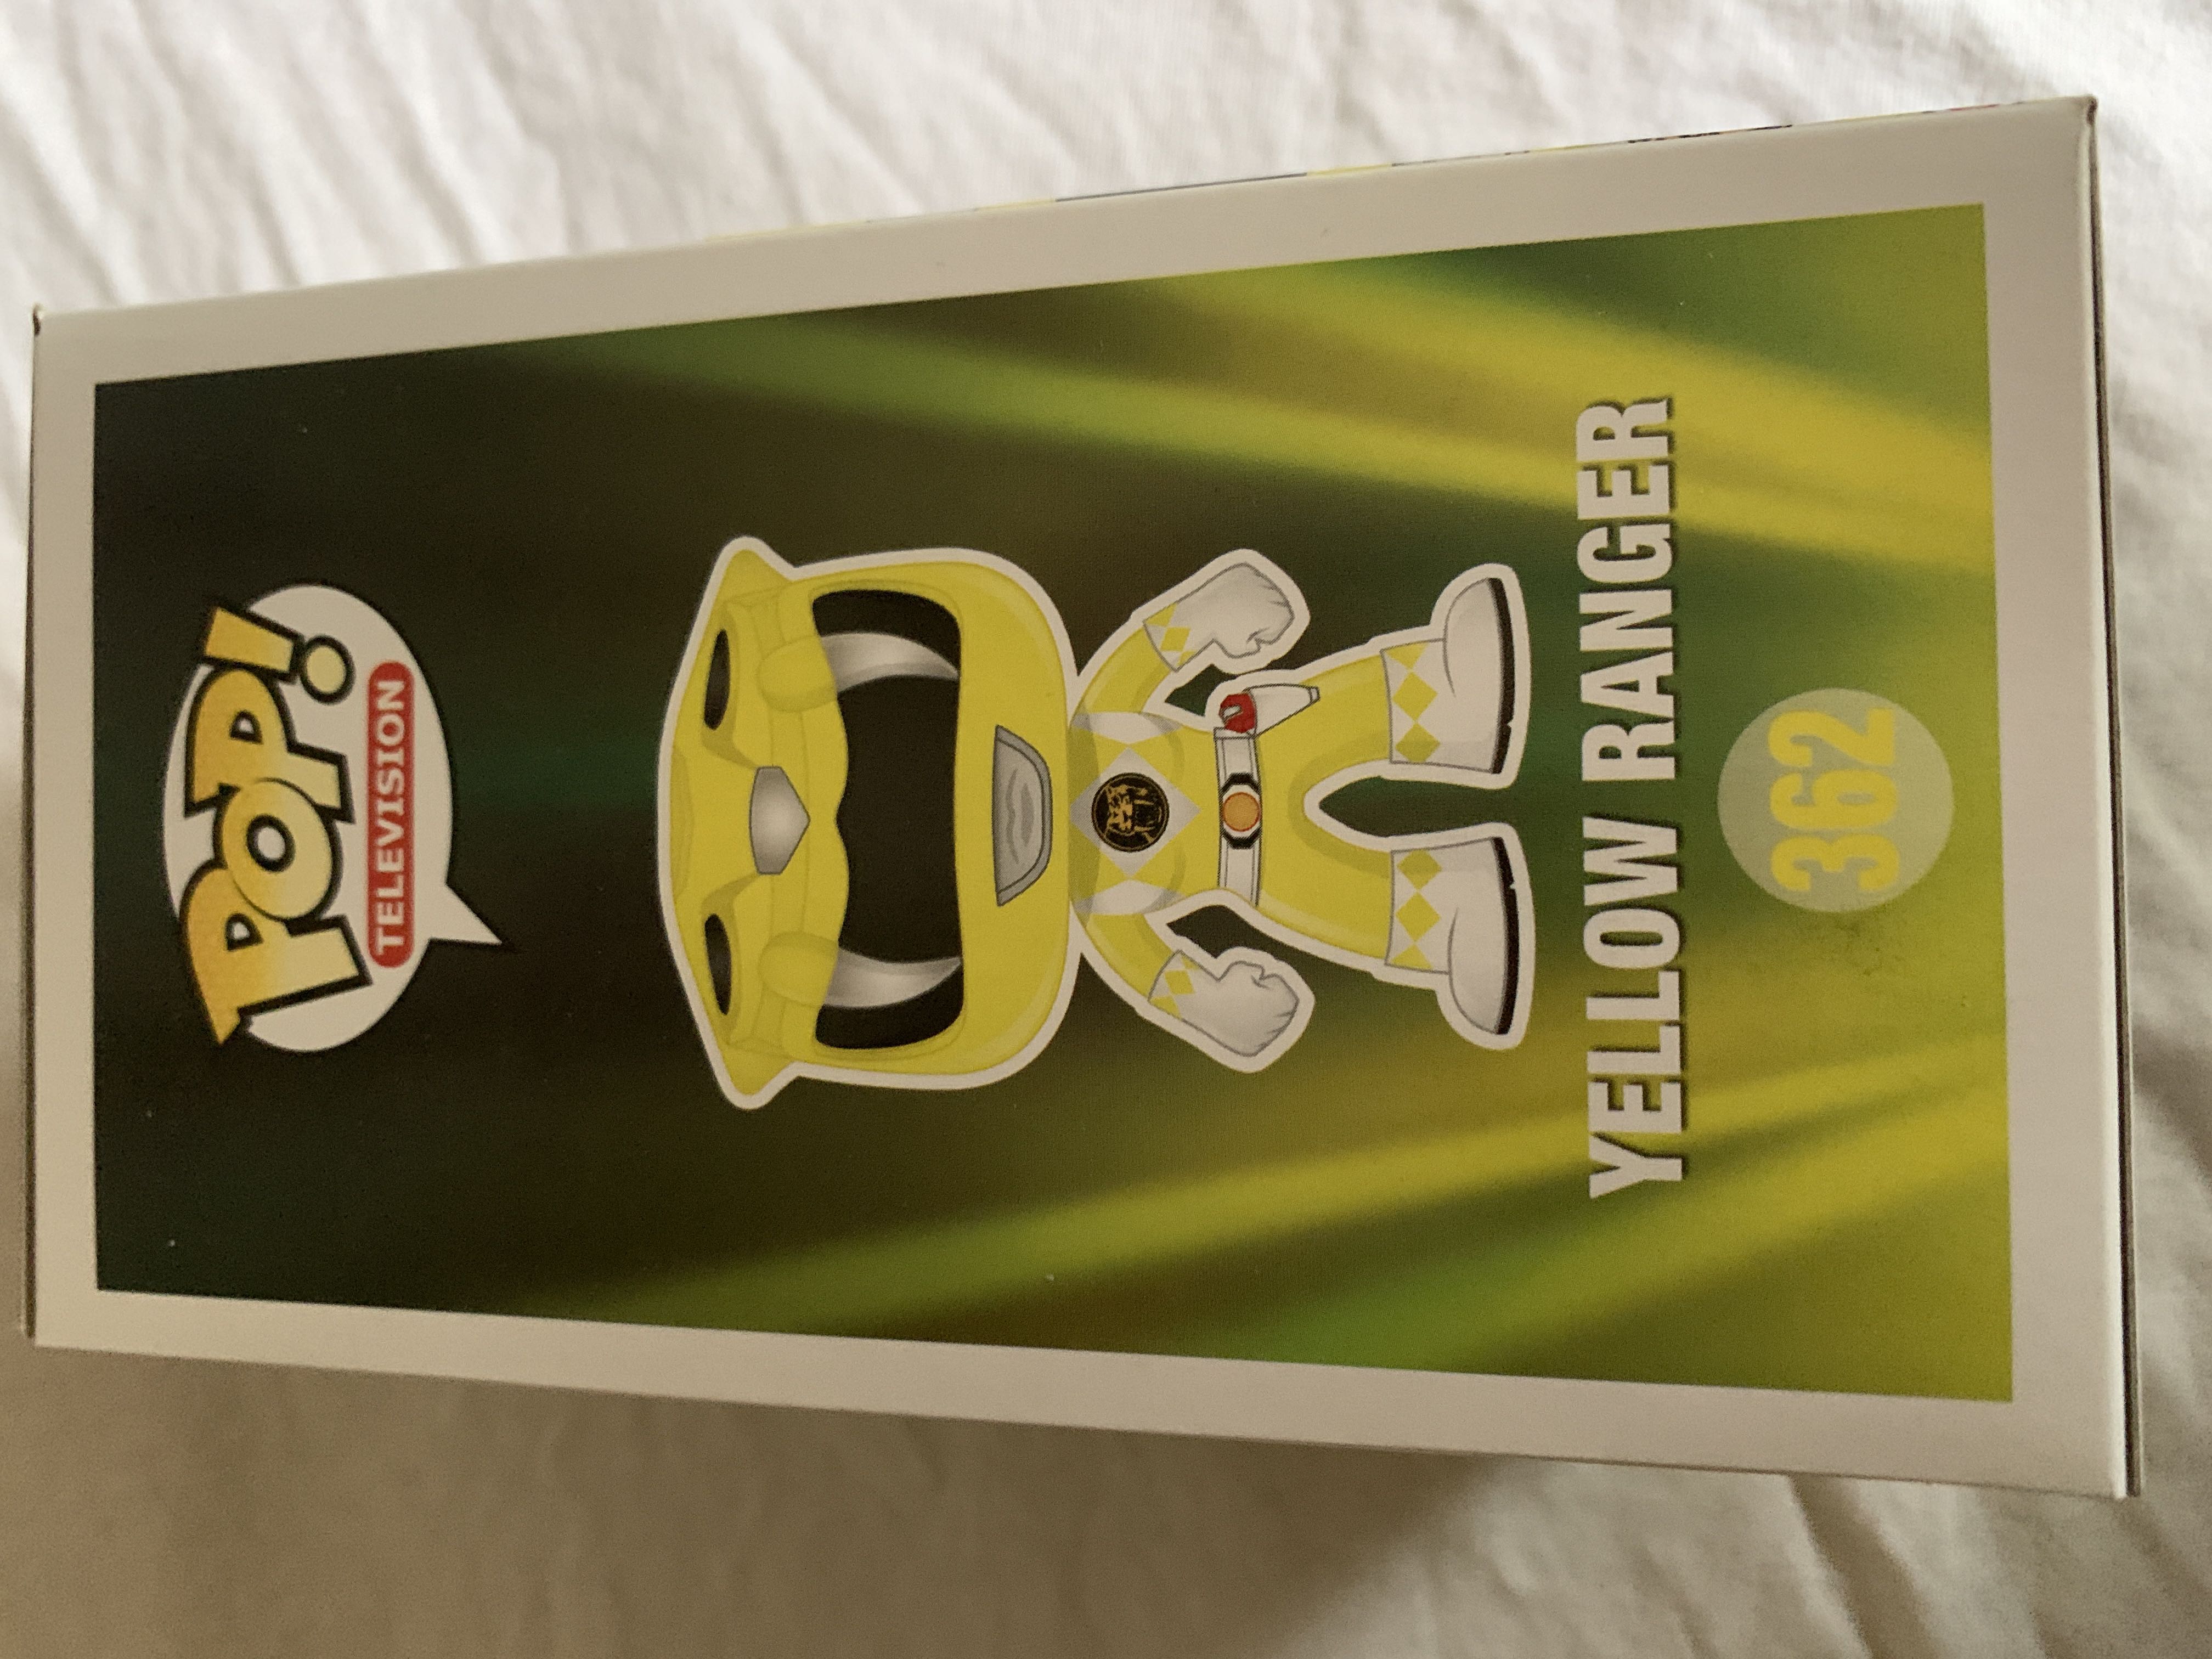 POP!
TELEVISION
YELLOW RANGER
362